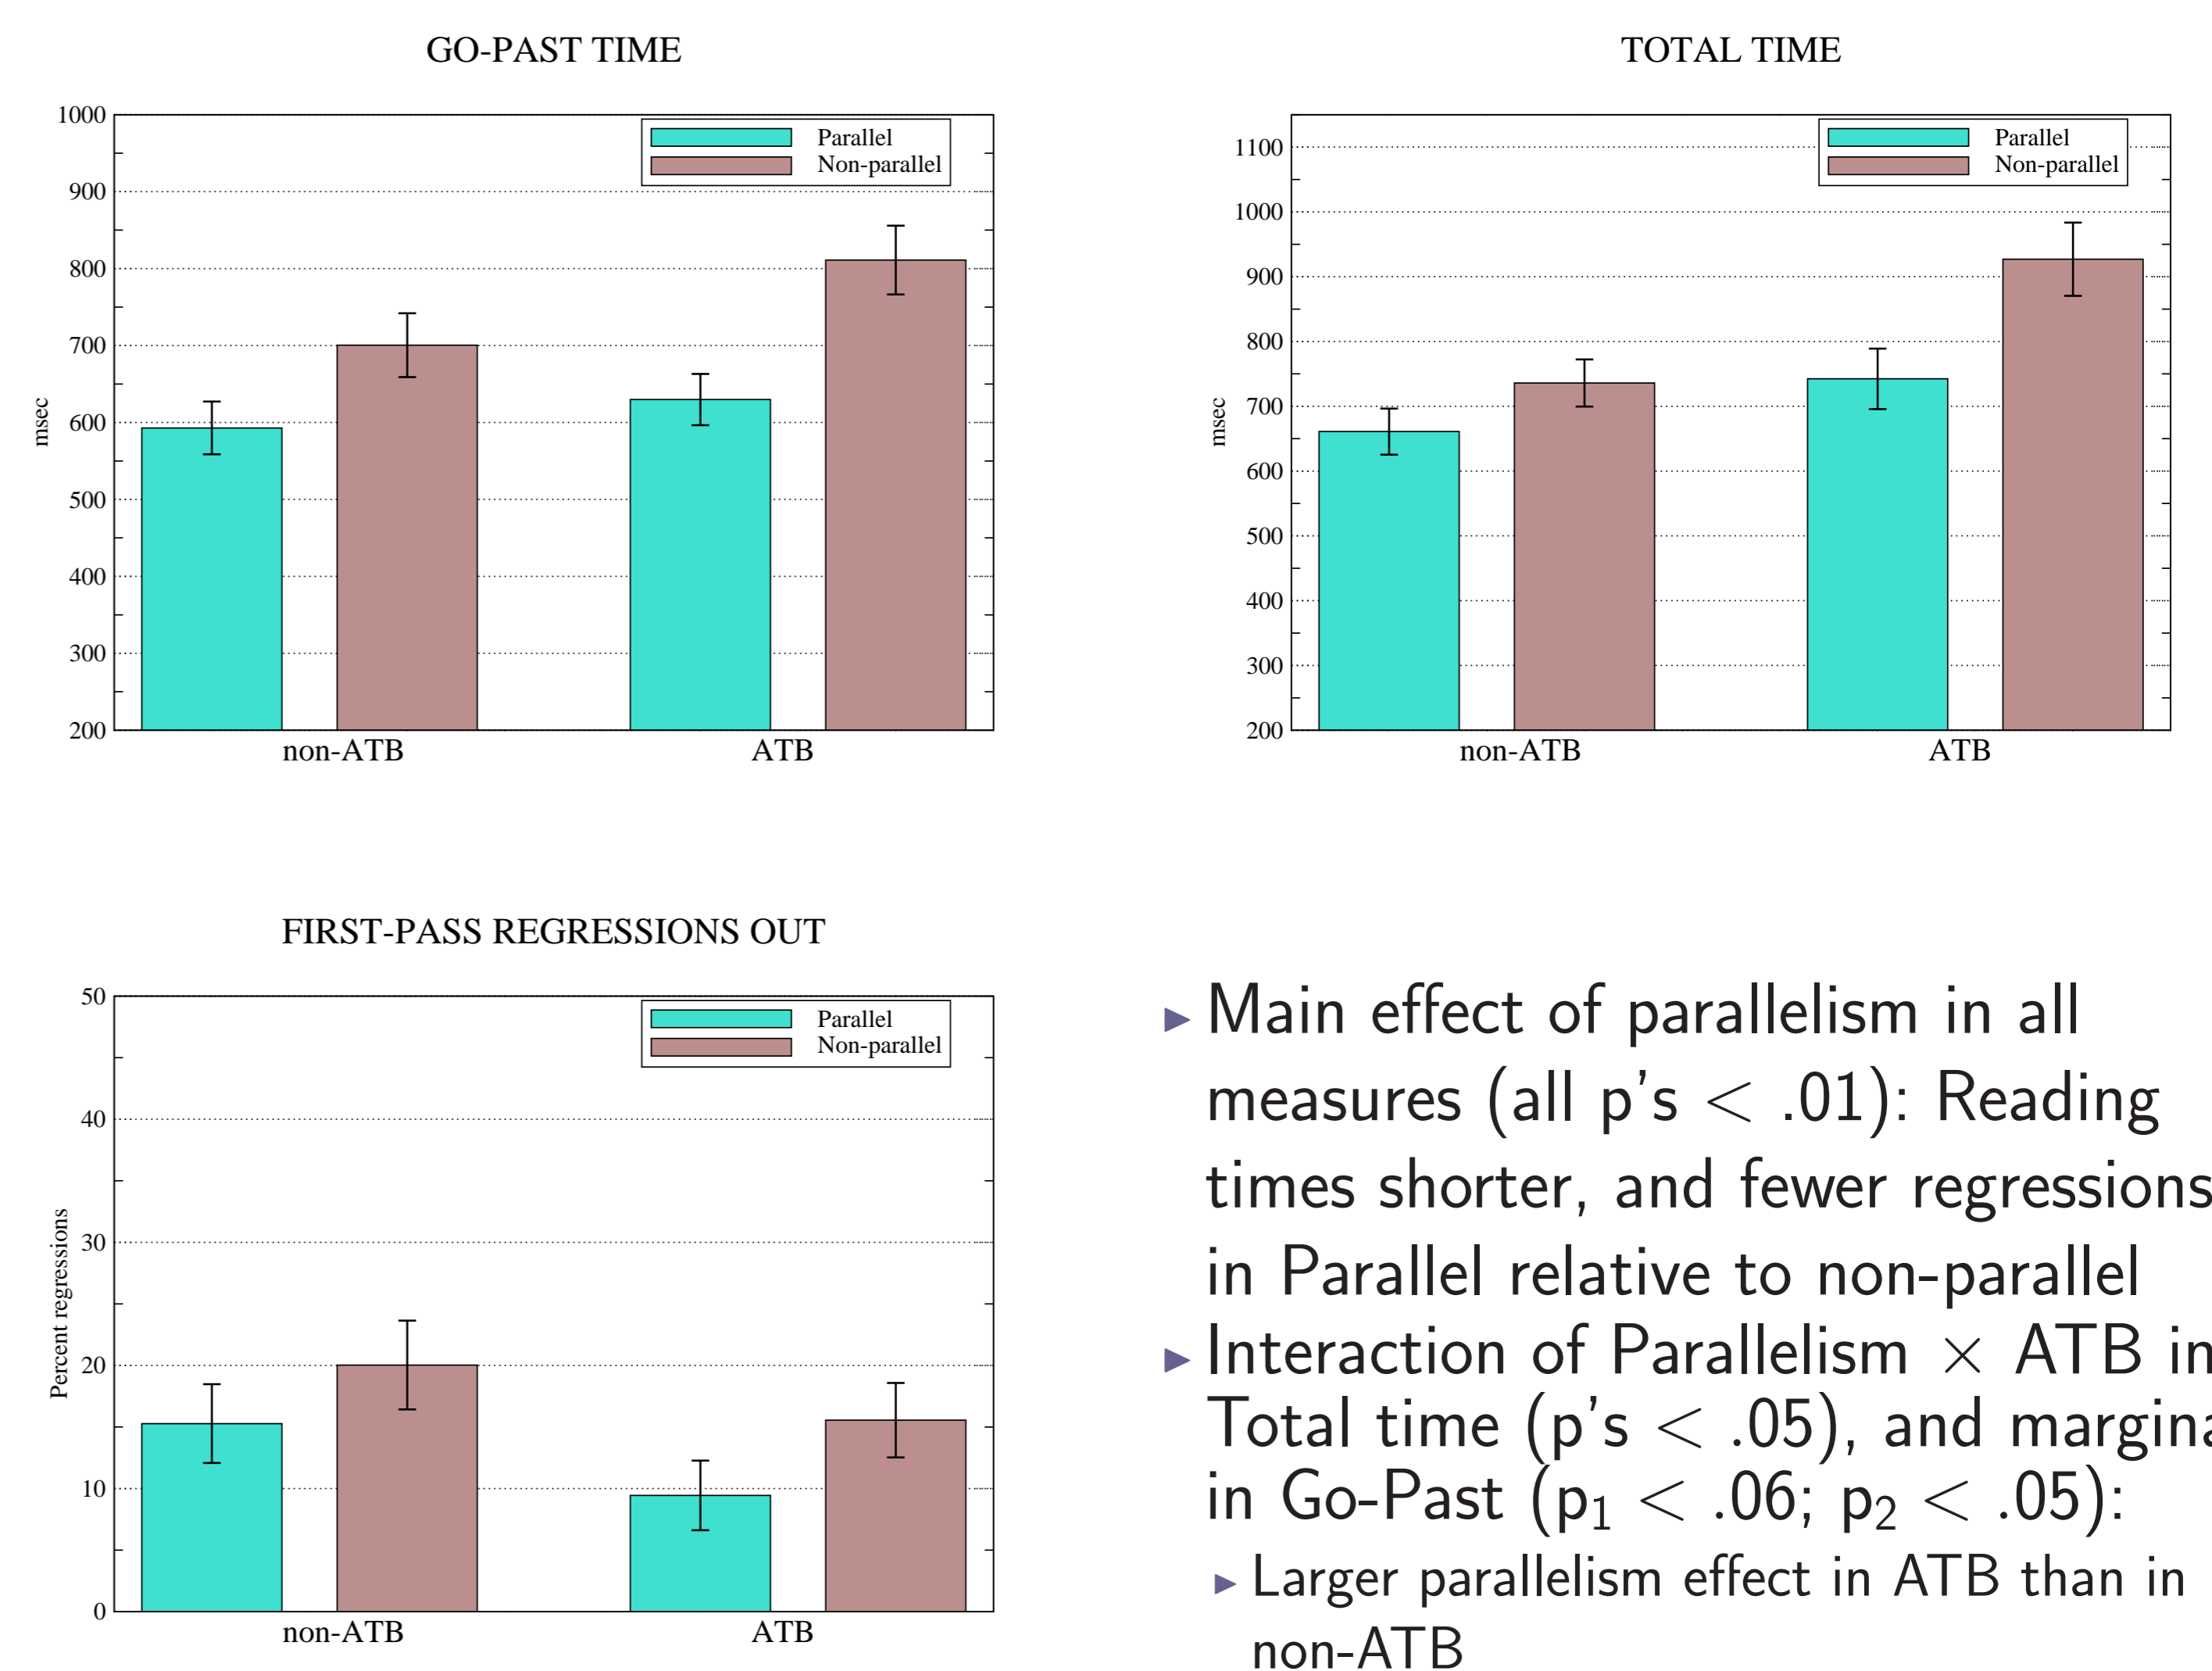 GO-PAST TIME
1000
900
800
700
600
500
400
300
200
msec
Parallel
Non-parallel
non-ATB ATB
TOTAL TIME
1100
1000
900
800
700
600
500
400
300
200
msec
Parallel
Non-parallel
non-ATB ATB
FIRST-PASS REGRESSIONS OUT
50
40
30
20
10
0
Percent regressions
Parallel
Non-parallel
non-ATB ATB
▶ Main effect of parallelism in all
measures (all p's < .01): Reading
times shorter, and fewer regressions
in Parallel relative to non-parallel
▶ Interaction of Parallelism × ATB in
Total time (p's < .05), and
in Go-Past (p₁ < .06; p₂ < .05):
▶ Larger parallelism effect in ATB than in
non-ATB